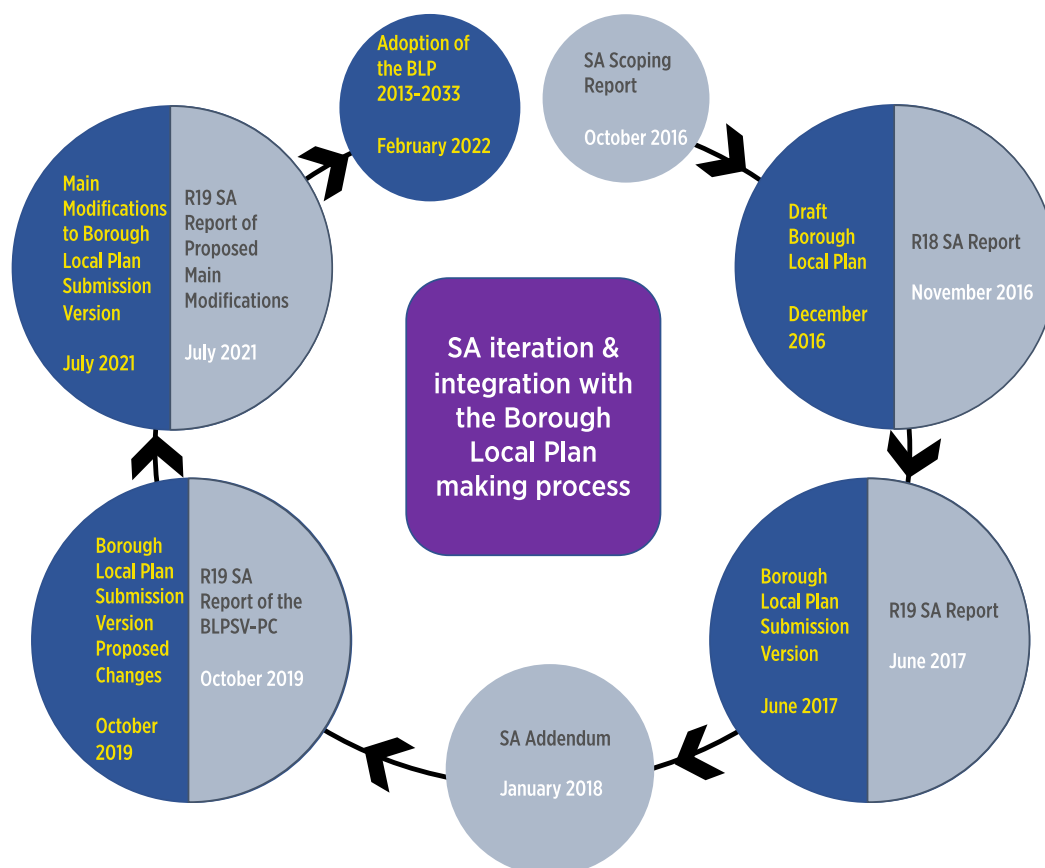 SA Scoping
Report
October 2016
Draft
Borough
Local Plan
December
2016
R18 SA Report
November 2016
Borough
Local Plan
Submission
Version
June 2017
R19 SA Report
June 2017
SA Addendum
January 2018
Borough
Local Plan
Submission
Version
Proposed
Changes
October
2019
R19 SA
Report of the
BLPSV-PC
October 2019
Main
Modifications
to Borough
Local Plan
Submission
Version
July 2021
R19 SA
Report of
Proposed
Main
Modifications
July 2021
Adoption of
the BLP
2013-2033
February 2022
SA iteration &
integration with
the Borough
Local Plan
making process